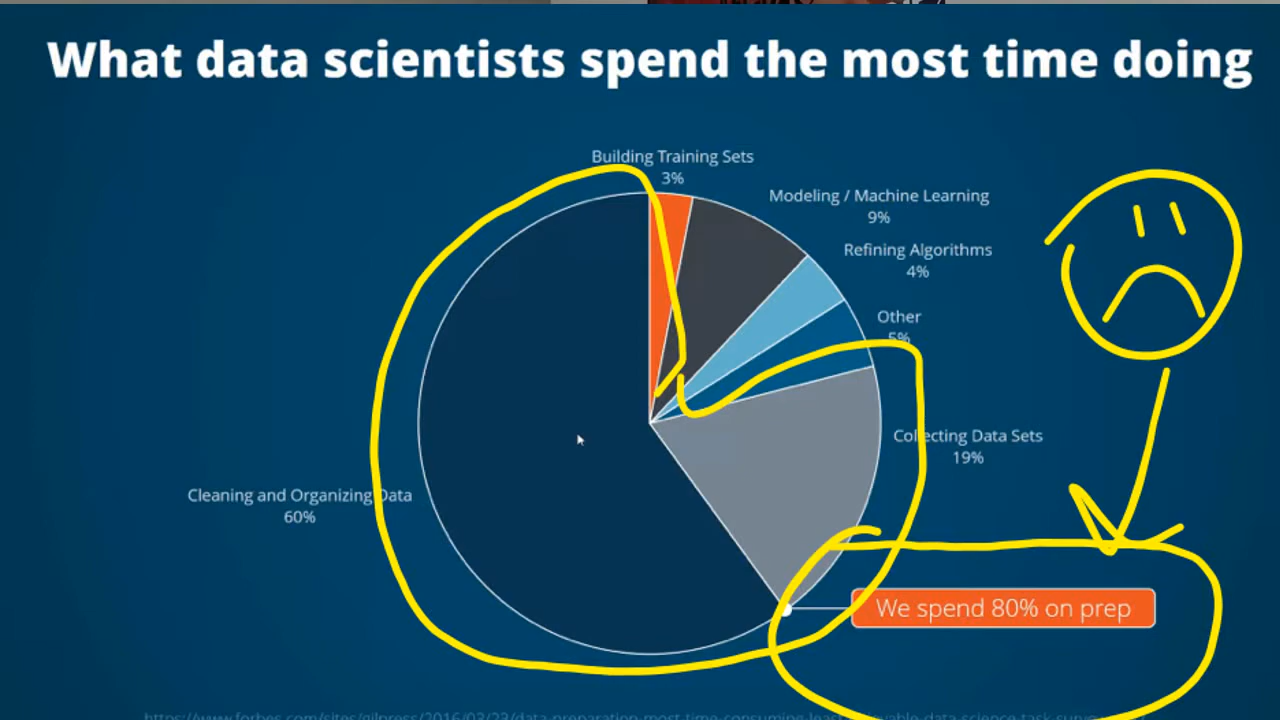 What data scientists spend the most time doing
Building Training Sets
3%
Modeling / Machine Learning
9%
Refining Algorithms
4%
Other
5%
Collecting Data Sets
19%
Cleaning and Organizing Data
60%
We spend 80% on prep